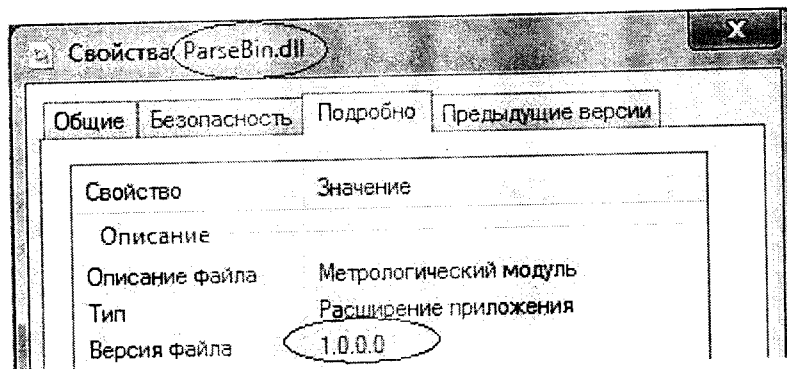 Свойства: ParseBin.dll
X
Общие Безопасность Подробно Предыдущие версии
Свойство Значение
Описание
Описание файла Метрологический модуль
Тип Расширение приложения
Версия файла 1.0.0.0